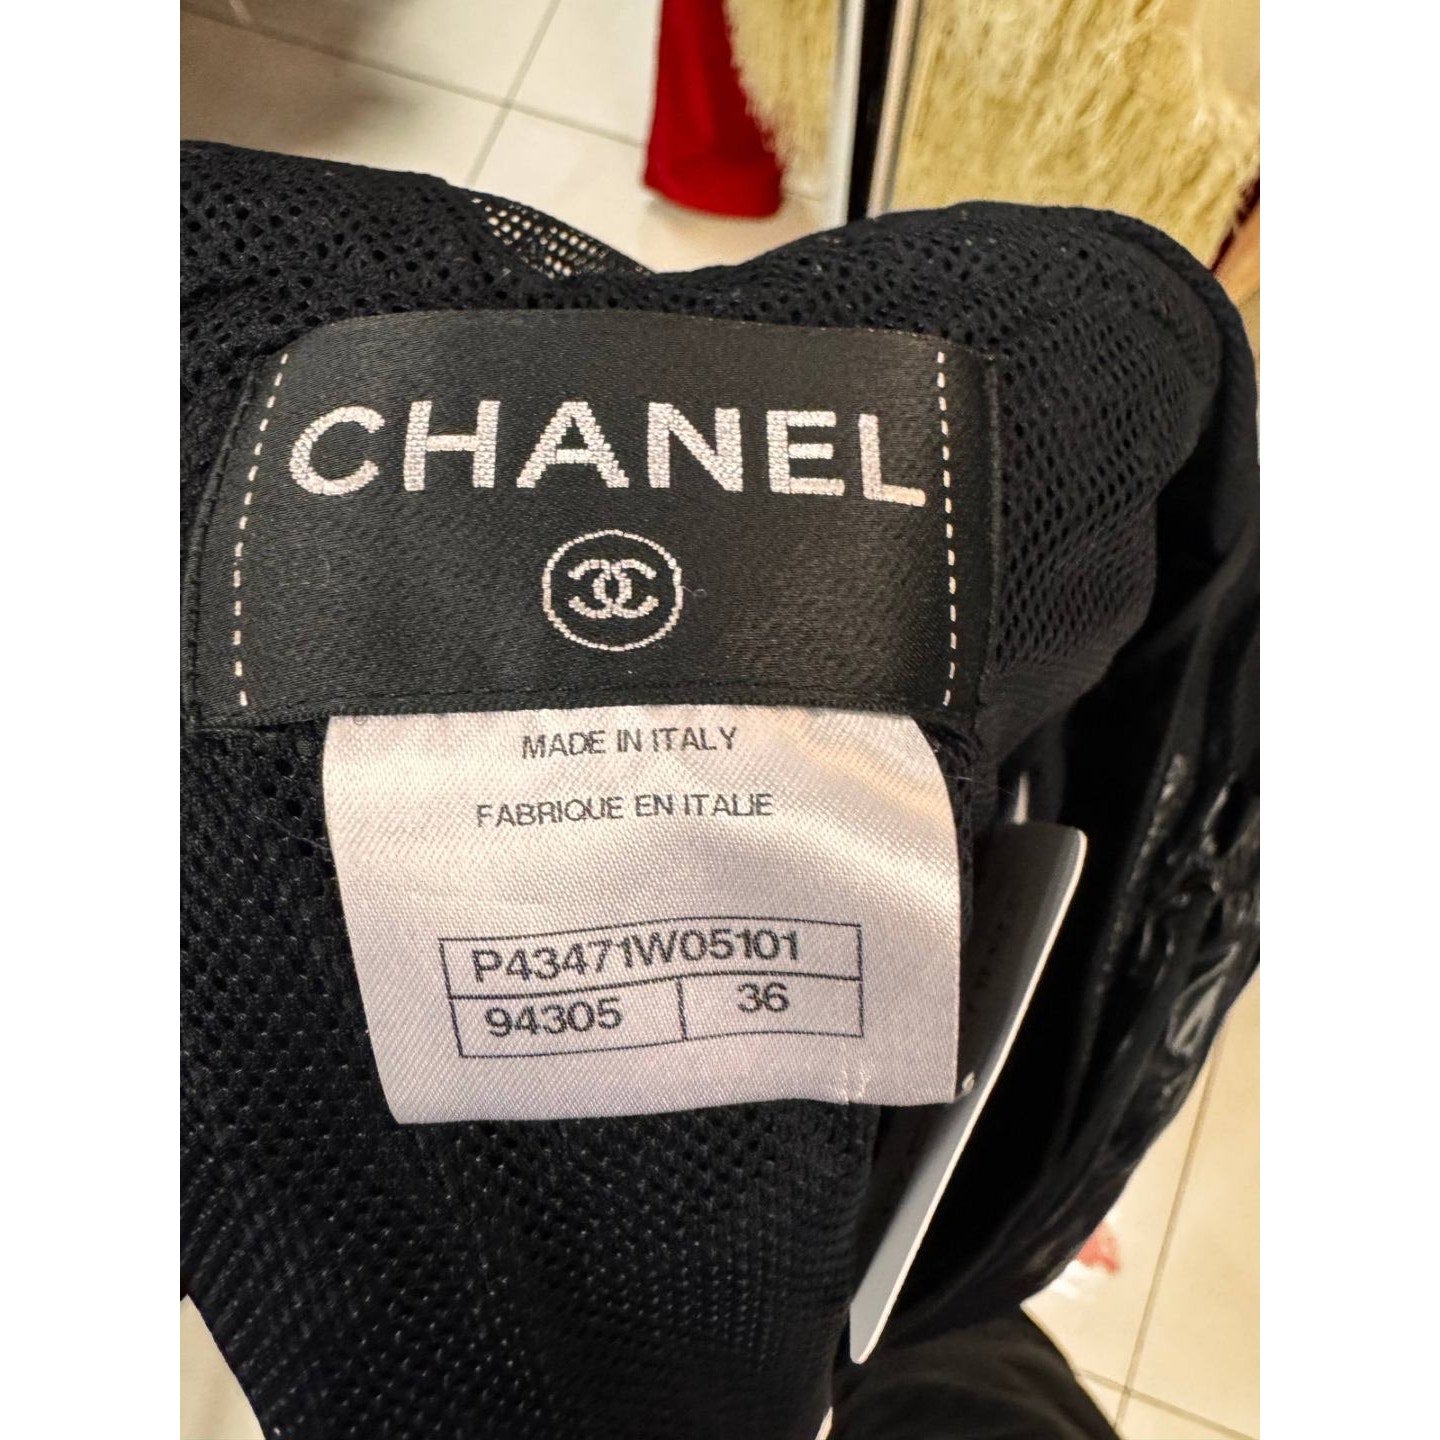 CHANEL
MADE IN ITALY
FABRIQUE EN ITALIE
P43471W05101
94305 36